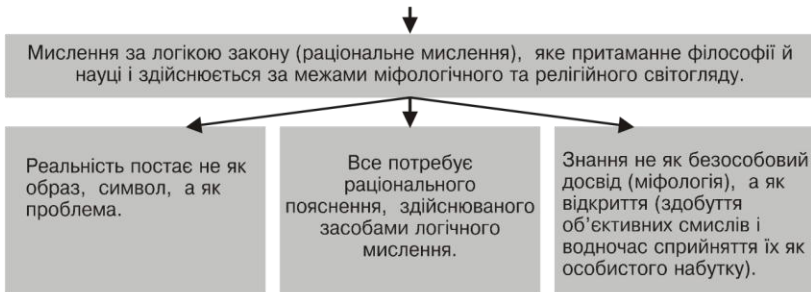 Мислення за логікою закону (раціональне мислення), яке притаманне філософії й
науці і здійснюється за межами міфологічного та релігійного світогляду.
Реальність постає не як
образ, символ, а як
проблема.
Все потребує
раціонального
пояснення, здійснюваного
засобами логічного
мислення.
Знання не як безособовий
досвід (міфологія), а як
відкриття (здобуття
об’єктивних смислів і
водночас сприйняття їх як
особистого набутку).